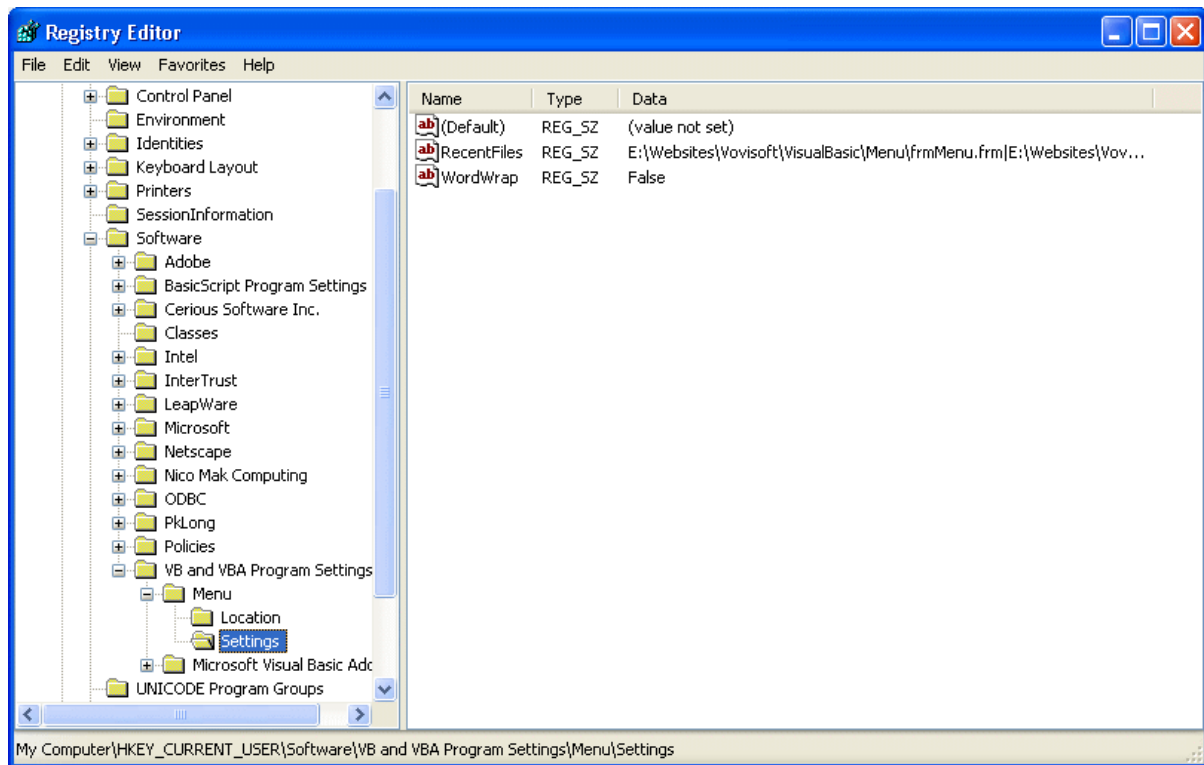 Registry Editor
File Edit View Favorites Help
Control Panel
Environment
Identities
Keyboard Layout
Printers
SessionInformation
Software
Adobe
BasicScript Program Settings
Cerious Software Inc.
Classes
Intel
InterTrust
LeapWare
Microsoft
Netscape
Nico Mak Computing
ODBC
PkLong
Policies
VB and VBA Program Settings
Menu
Location
Settings
Microsoft Visual Basic Adc
UNICODE Program Groups
Name Type Data
ab (Default) REG_SZ (value not set)
ab RecentFiles REG_SZ E:\Websites\Vovisoft\VisualBasic\Menu\frmMenu.frm|E:\Websites\Vov...
ab WordWrap REG_SZ False
My Computer\HKEY_CURRENT_USER\Software\VB and VBA Program Settings\Menu\Settings